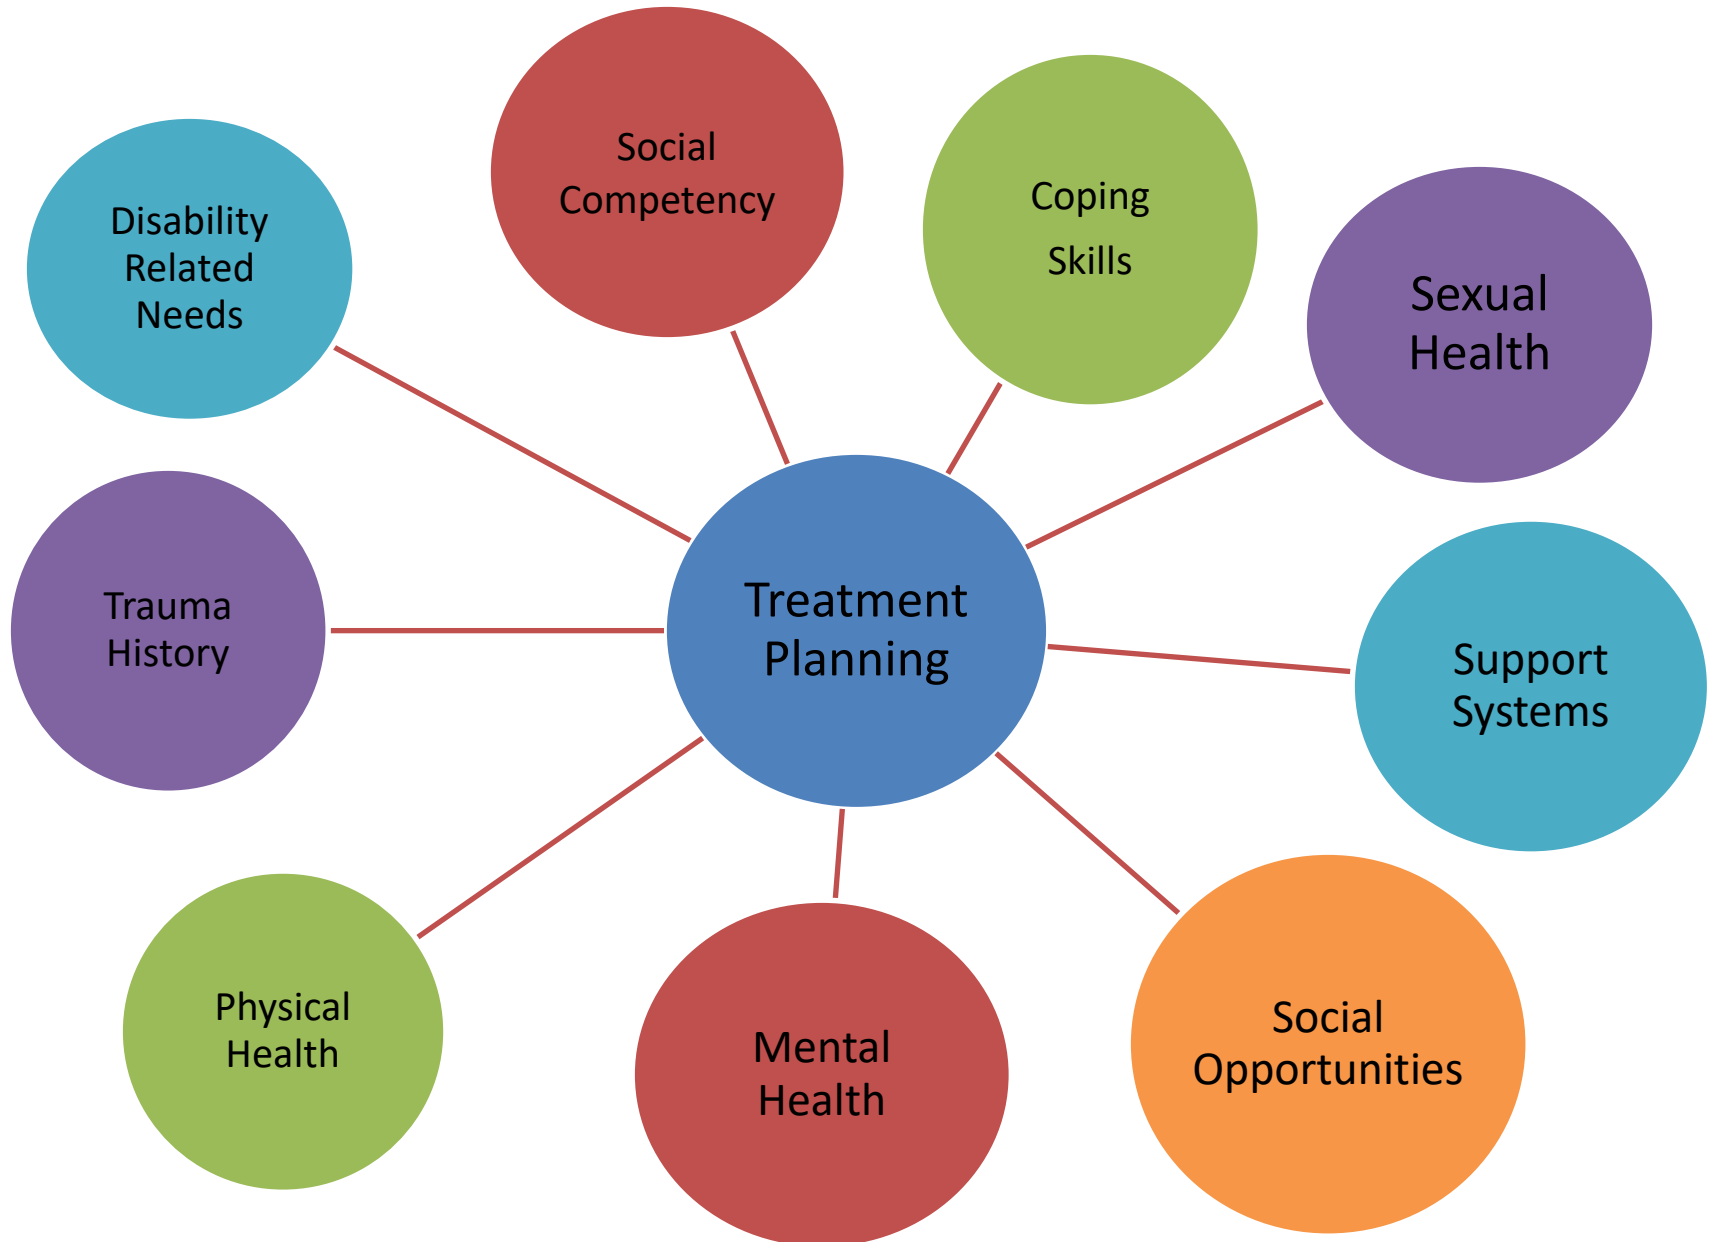 Social
Competency
Coping
Skills
Disability
Related
Needs
Sexual
Health
Treatment
Planning
Trauma
History
Support
Systems
Physical
Health
Mental
Health
Social
Opportunities